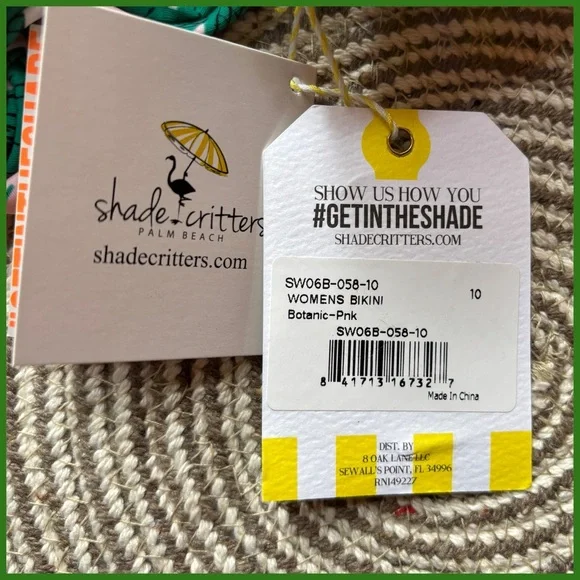 shade critters
PALM BEACH
shadecritters.com
SHOW US HOW YOU
#GETINTHESHADE
SHADECRITTERS.COM
SW06B-058-10
10
WOMENS BIKINI
Botanic-Pnk
SW06B-058-10
8 41713 16732 7
Made In China
DIST. BY
8 OAK LANE LLC
SEWALL'S POINT, FL 34996
RN149227